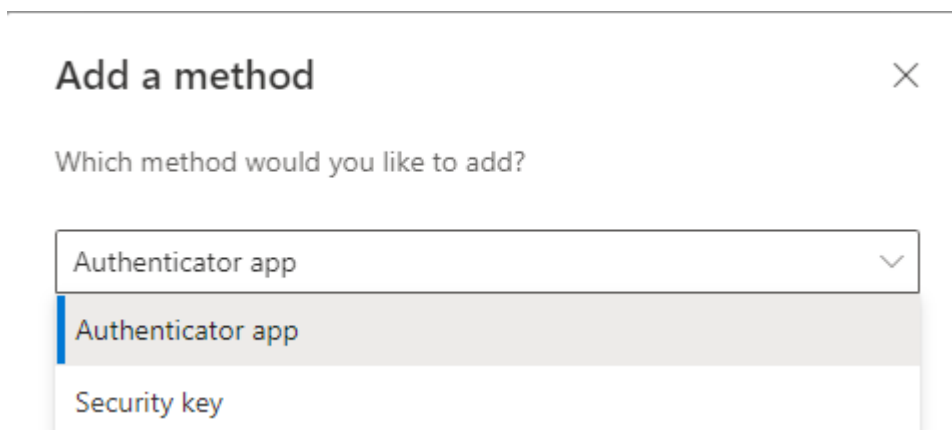 Add a method
Which method would you like to add?
Authenticator app
Authenticator app
Security key